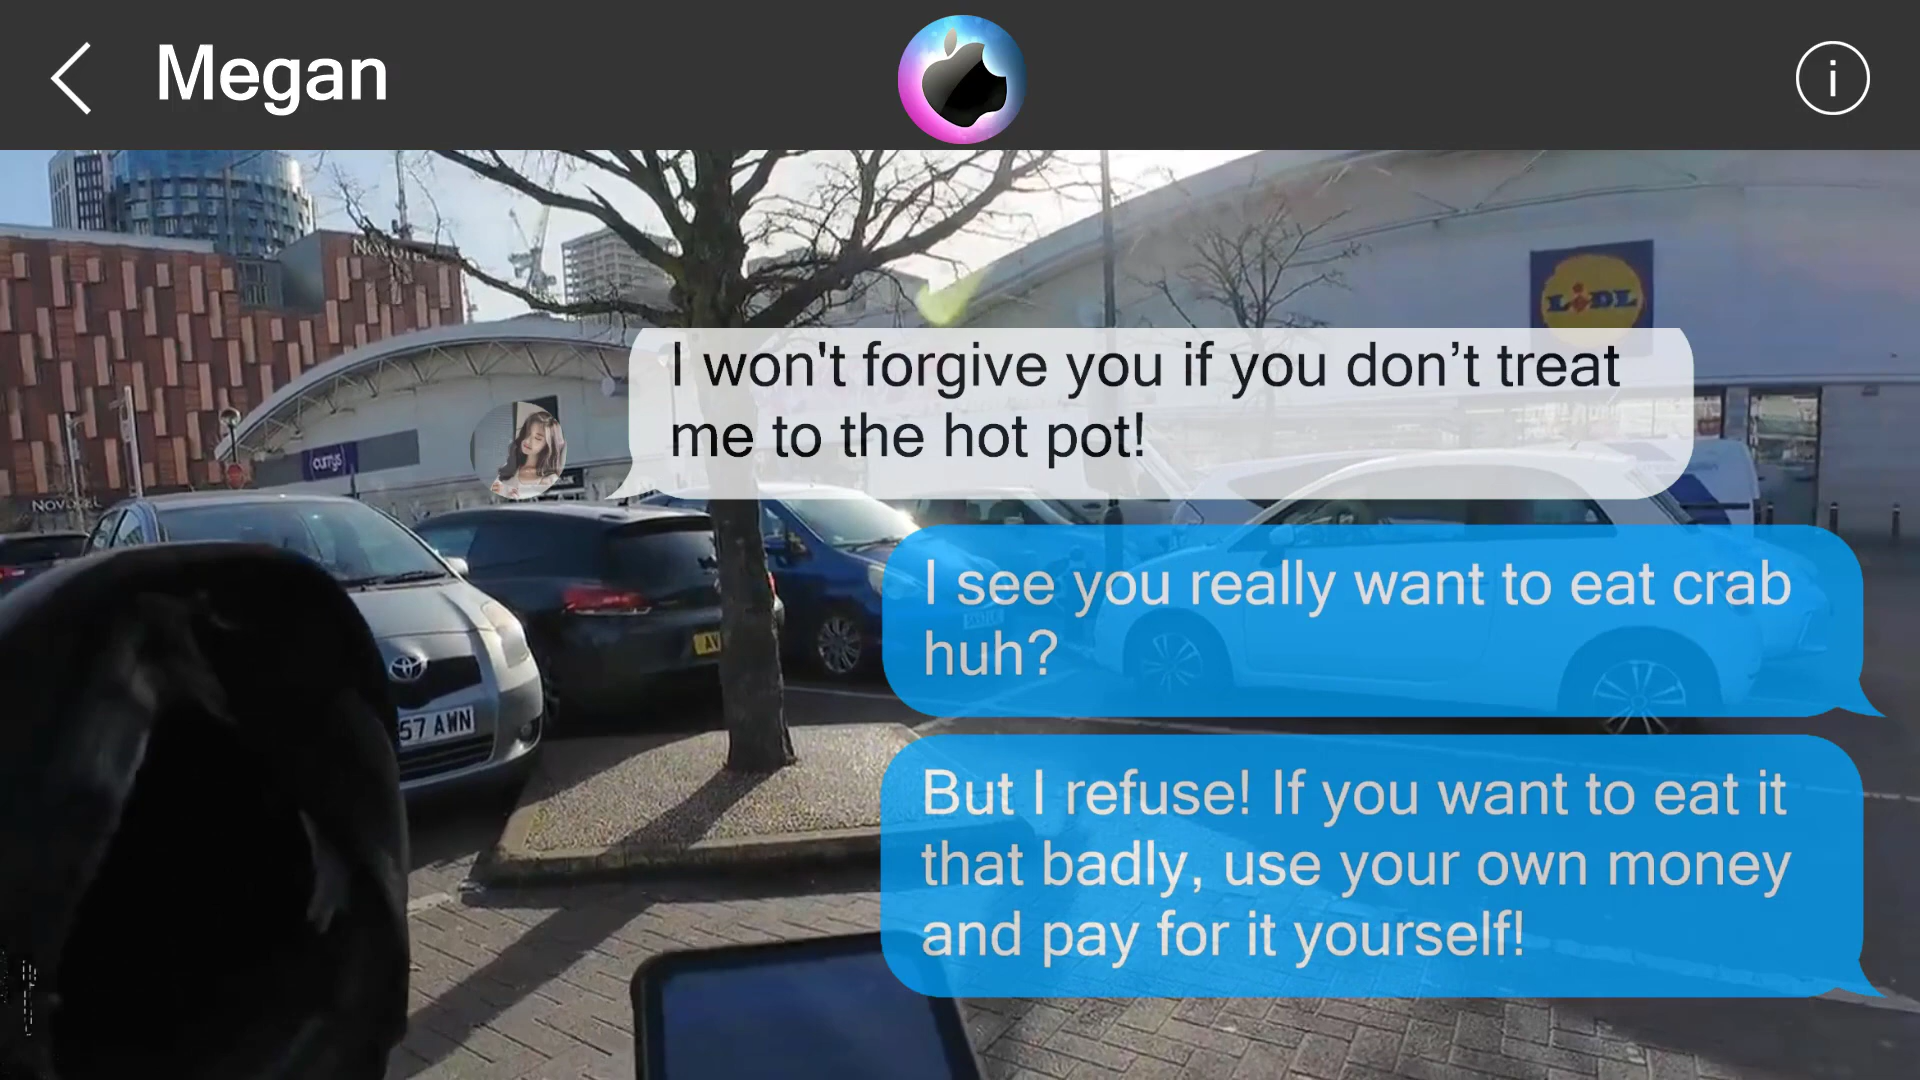 Megan
i
NOVOTEL
LIDL
I won't forgive you if you don’t treat
me to the hot pot!
currys
NOVOTEL
I see you really want to eat crab
huh?
57 AWN
AV
But I refuse! If you want to eat it
that badly, use your own money
and pay for it yourself!